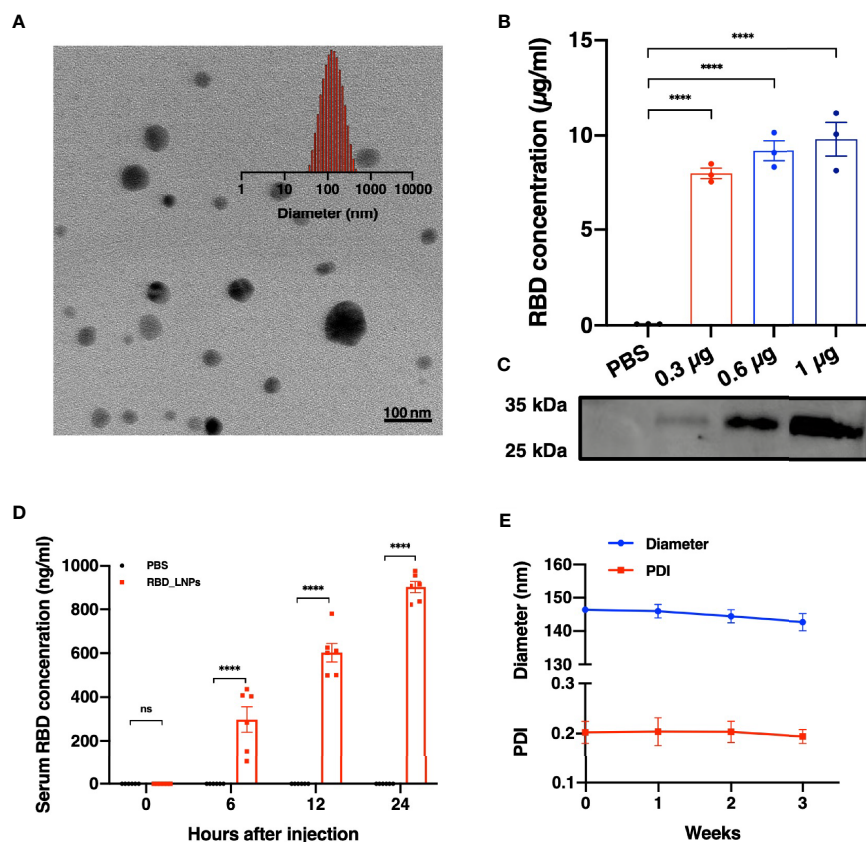 A
1 10 100 1000 10000
Diameter (nm)
100 nm
B
RBD concentration (µg/ml)
15
10
5
0
****
****
****
PBS 0.3 µg 0.6 µg 1 µg
C
35 kDa
25 kDa
D
Serum RBD concenration (ng/ml)
1000
800
600
400
200
0
PBS
RBD_LNPs
ns
****
****
****
0 6 12 24
Hours after injection
E
Diameter
PDI
Diameter (nm)
160
150
140
130
PDI
0.3
0.2
0.1
0 1 2 3
Weeks